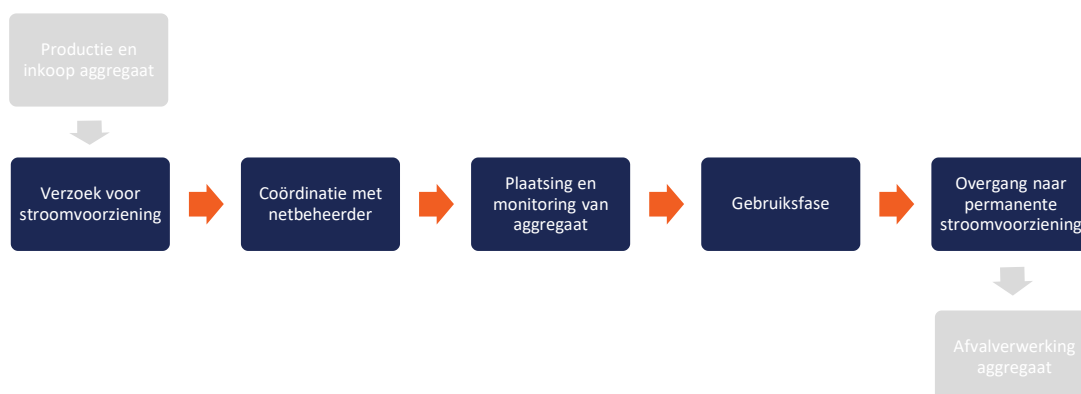 Productie en
inkoop aggregaat
Verzoek voor
stroomvoorziening
Coördinatie met
netbeheerder
Plaatsing en
monitoring van
aggregaat
Gebruiksfase
Overgang naar
permanente
stroomvoorziening
Afvalverwerking
aggregaat